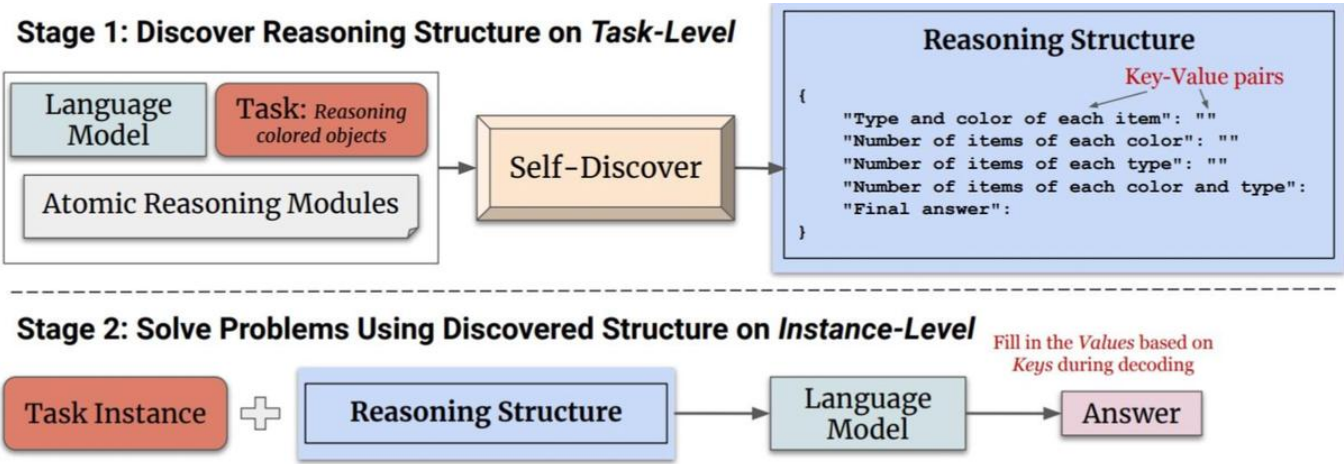 Stage 1: Discover Reasoning Structure on Task-Level
Language
Model
Task: Reasoning
colored objects
Atomic Reasoning Modules
Self-Discover
Reasoning Structure
Key-Value pairs
{
"Type and color of each item": ""
"Number of items of each color": ""
"Number of items of each type": ""
"Number of items of each color and type":
"Final answer":
}
Stage 2: Solve Problems Using Discovered Structure on Instance-Level
Task Instance
Reasoning Structure
Language
Model
Fill in the Values based on
Keys during decoding
Answer